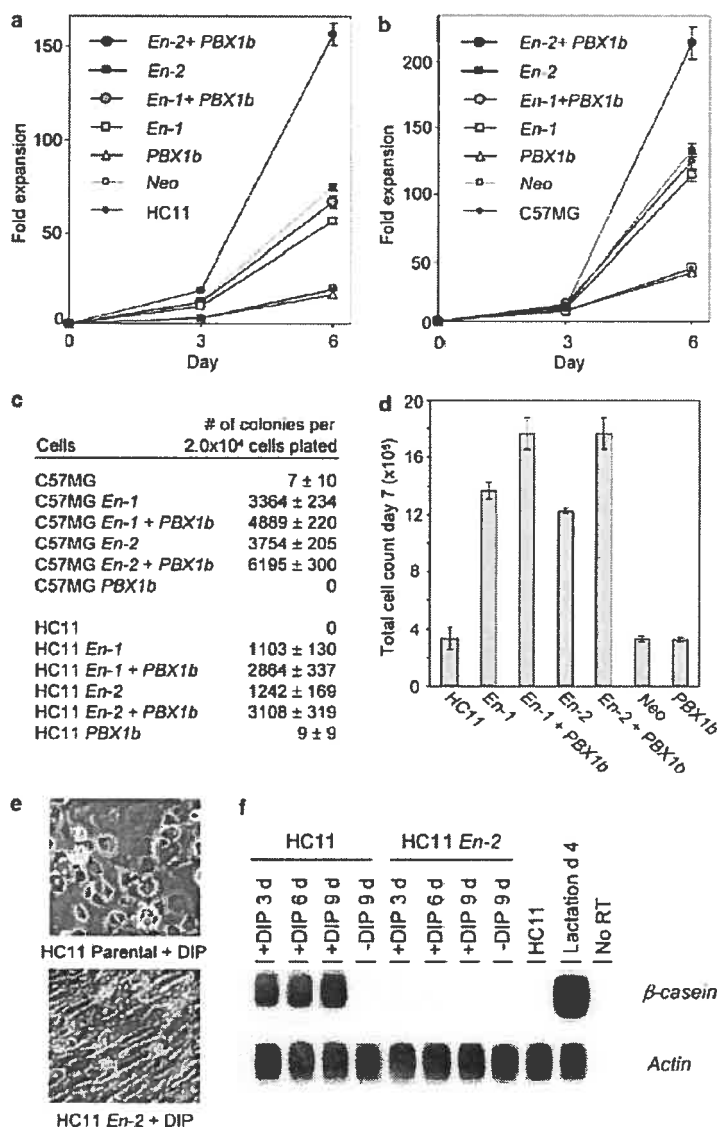 a
150
100
50
0
Fold expansion
En-2+ PBX1b
En-2
En-1+ PBX1b
En-1
PBX1b
Neo
HC11
0 3 6
Day
b
200
150
100
50
0
Fold expansion
En-2+ PBX1b
En-2
En-1+PBX1b
En-1
PBX1b
Neo
C57MG
0 3 6
Day
c
# of colonies per
Cells 2.0x10⁴ cells plated
C57MG 7 ± 10
C57MG En-1 3364 ± 234
C57MG En-1 + PBX1b 4889 ± 220
C57MG En-2 3754 ± 205
C57MG En-2 + PBX1b 6195 ± 300
C57MG PBX1b 0
HC11 0
HC11 En-1 1103 ± 130
HC11 En-1 + PBX1b 2864 ± 337
HC11 En-2 1242 ± 169
HC11 En-2 + PBX1b 3108 ± 319
HC11 PBX1b 9 ± 9
d
20
16
12
8
4
0
Total cell count day 7
HC11
En-1
En-1 + PBX1b
En-2
En-2 + PBX1b
Neo
PBX1b
e
HC11 Parental + DIP
HC11 En-2 + DIP
f
HC11 HC11 En-2
+DIP 3 d
+DIP 6 d
+DIP 9 d
-DIP 9 d
+DIP 3 d
+DIP 6 d
+DIP 9 d
-DIP 9 d
HC11
Lactation d 4
No RT
β-casein
Actin